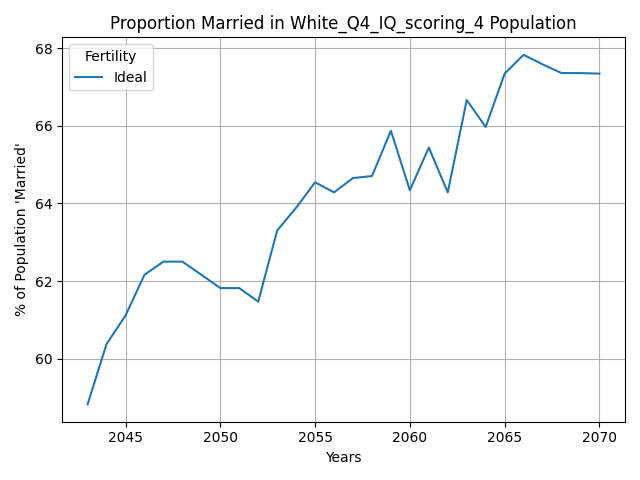 Proportion Married in White_Q4_IQ_scoring_4 Population
Fertility
Ideal
% of Population 'Married'
68
66
64
62
60
2045 2050 2055 2060 2065 2070
Years